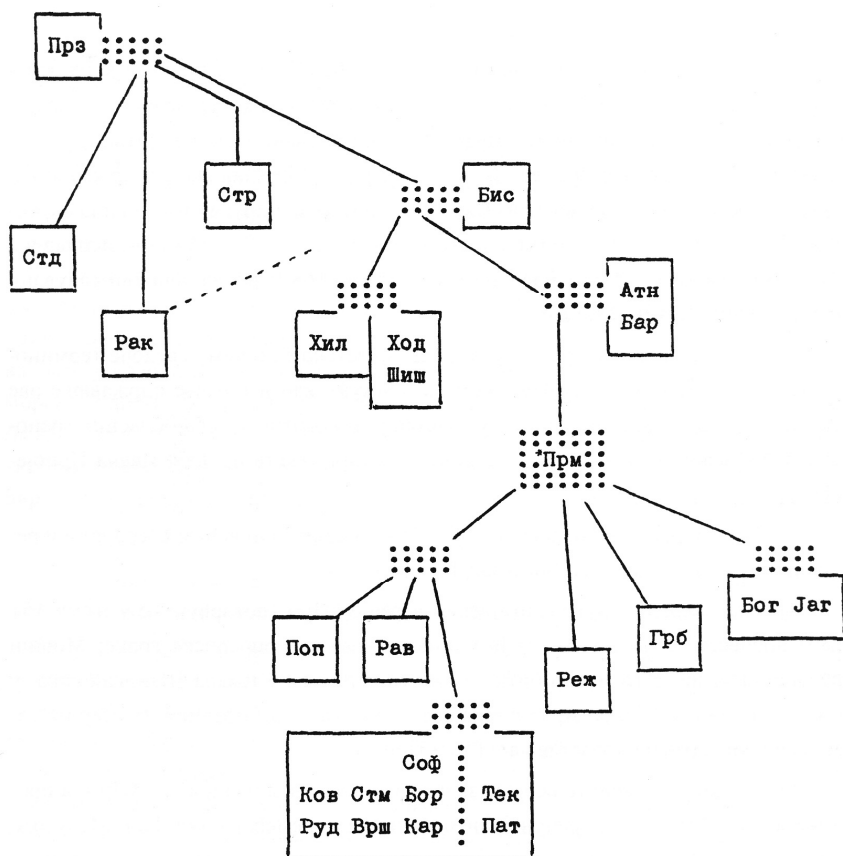 Прз
Стр
Бис
Стд
Атн
Бар
Рак
Хил
Ход
Шиш
*Прм
Бог Јаг
Поп
Рав
Грб
Реж
Соф
Ков Стм Бор
Тек
Руд Врш Кар
Пат